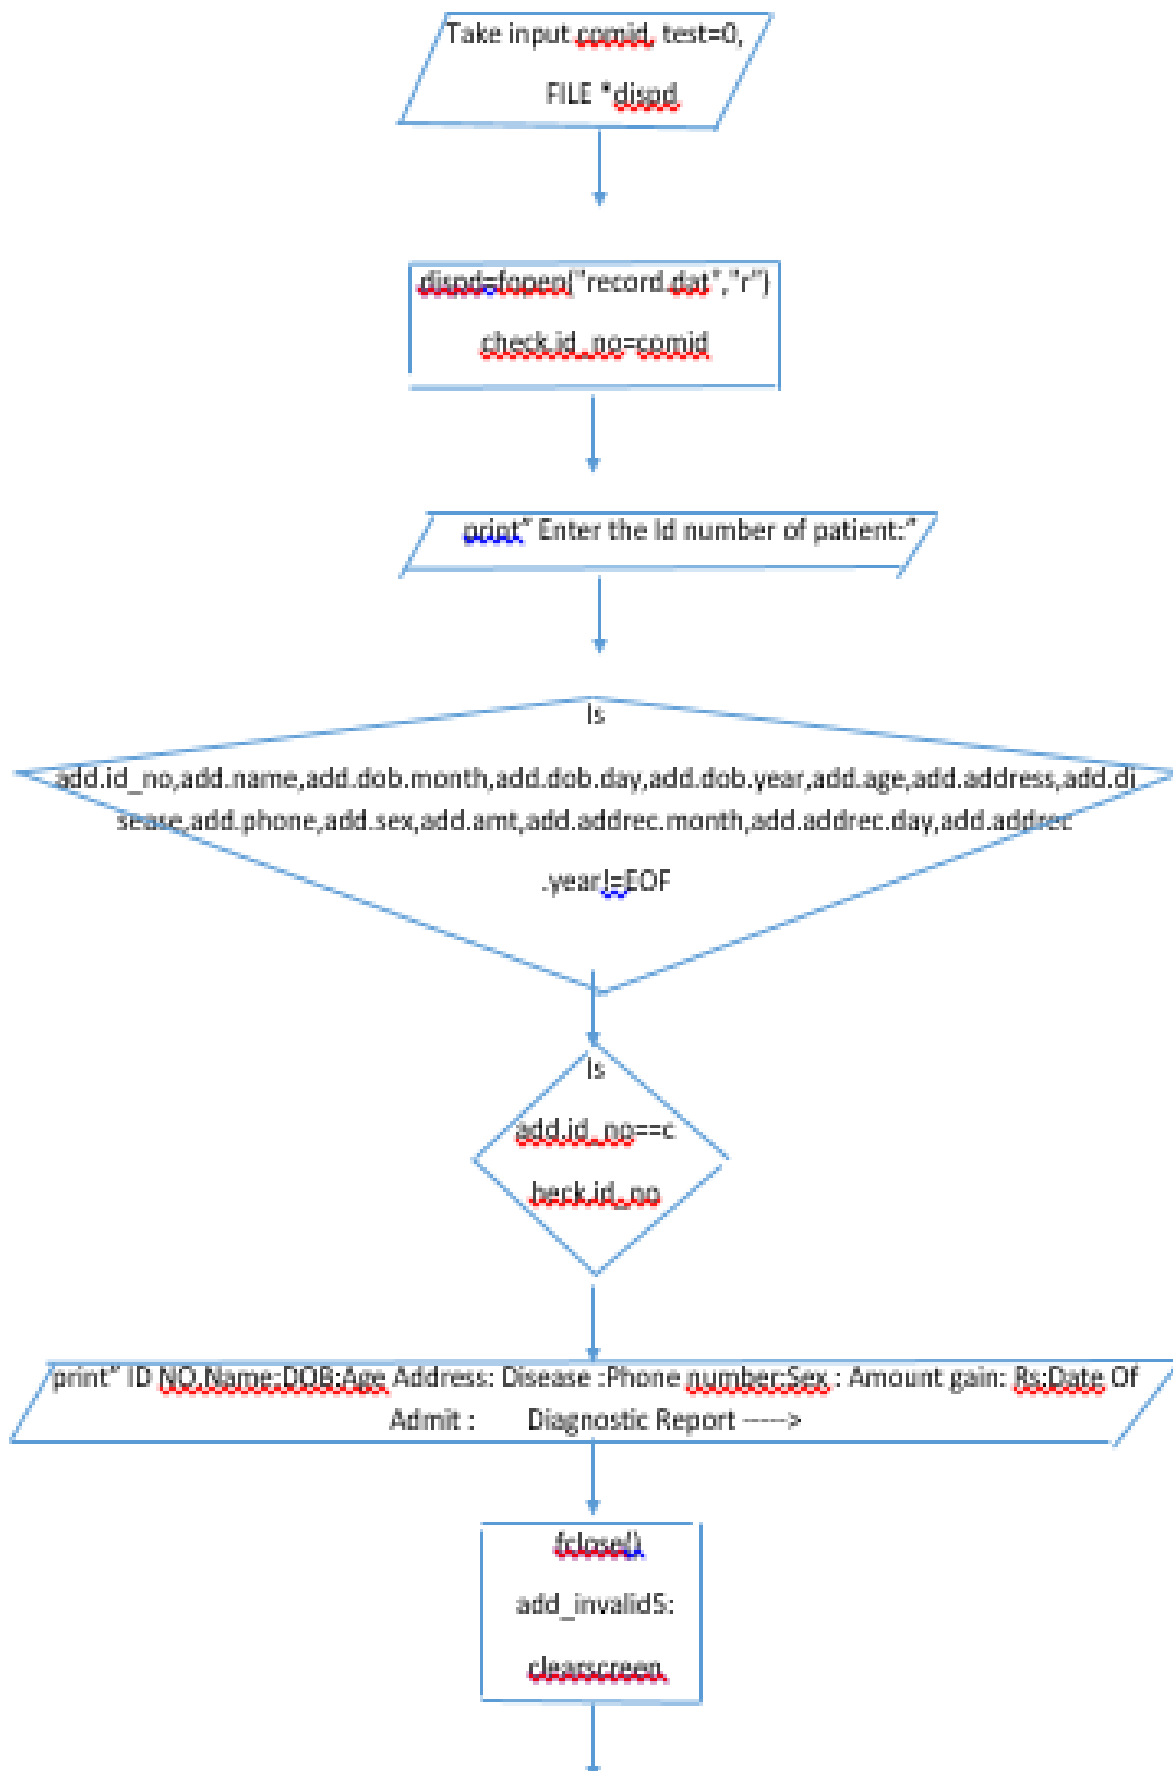 Take input comid, test=0,
FILE *dispd
dispd=fopen("record.dat","r")
check.id_no=comid
print" Enter the Id number of patient:"
Is
add.id_no,add.name,add.dob.month,add.dob.day,add.dob.year,add.age,add.address,add.di
sease,add.phone,add.sex,add.amt,add.addrec.month,add.addrec.day,add.addrec
.year!=EOF
Is
add.id_no==c
heck.id_no
print" ID NO.Name:DOB:Age Address: Disease :Phone number:Sex : Amount gain: Rs:Date Of
Admit : Diagnostic Report ----->
fclose()
add_invalid5:
clearscreen